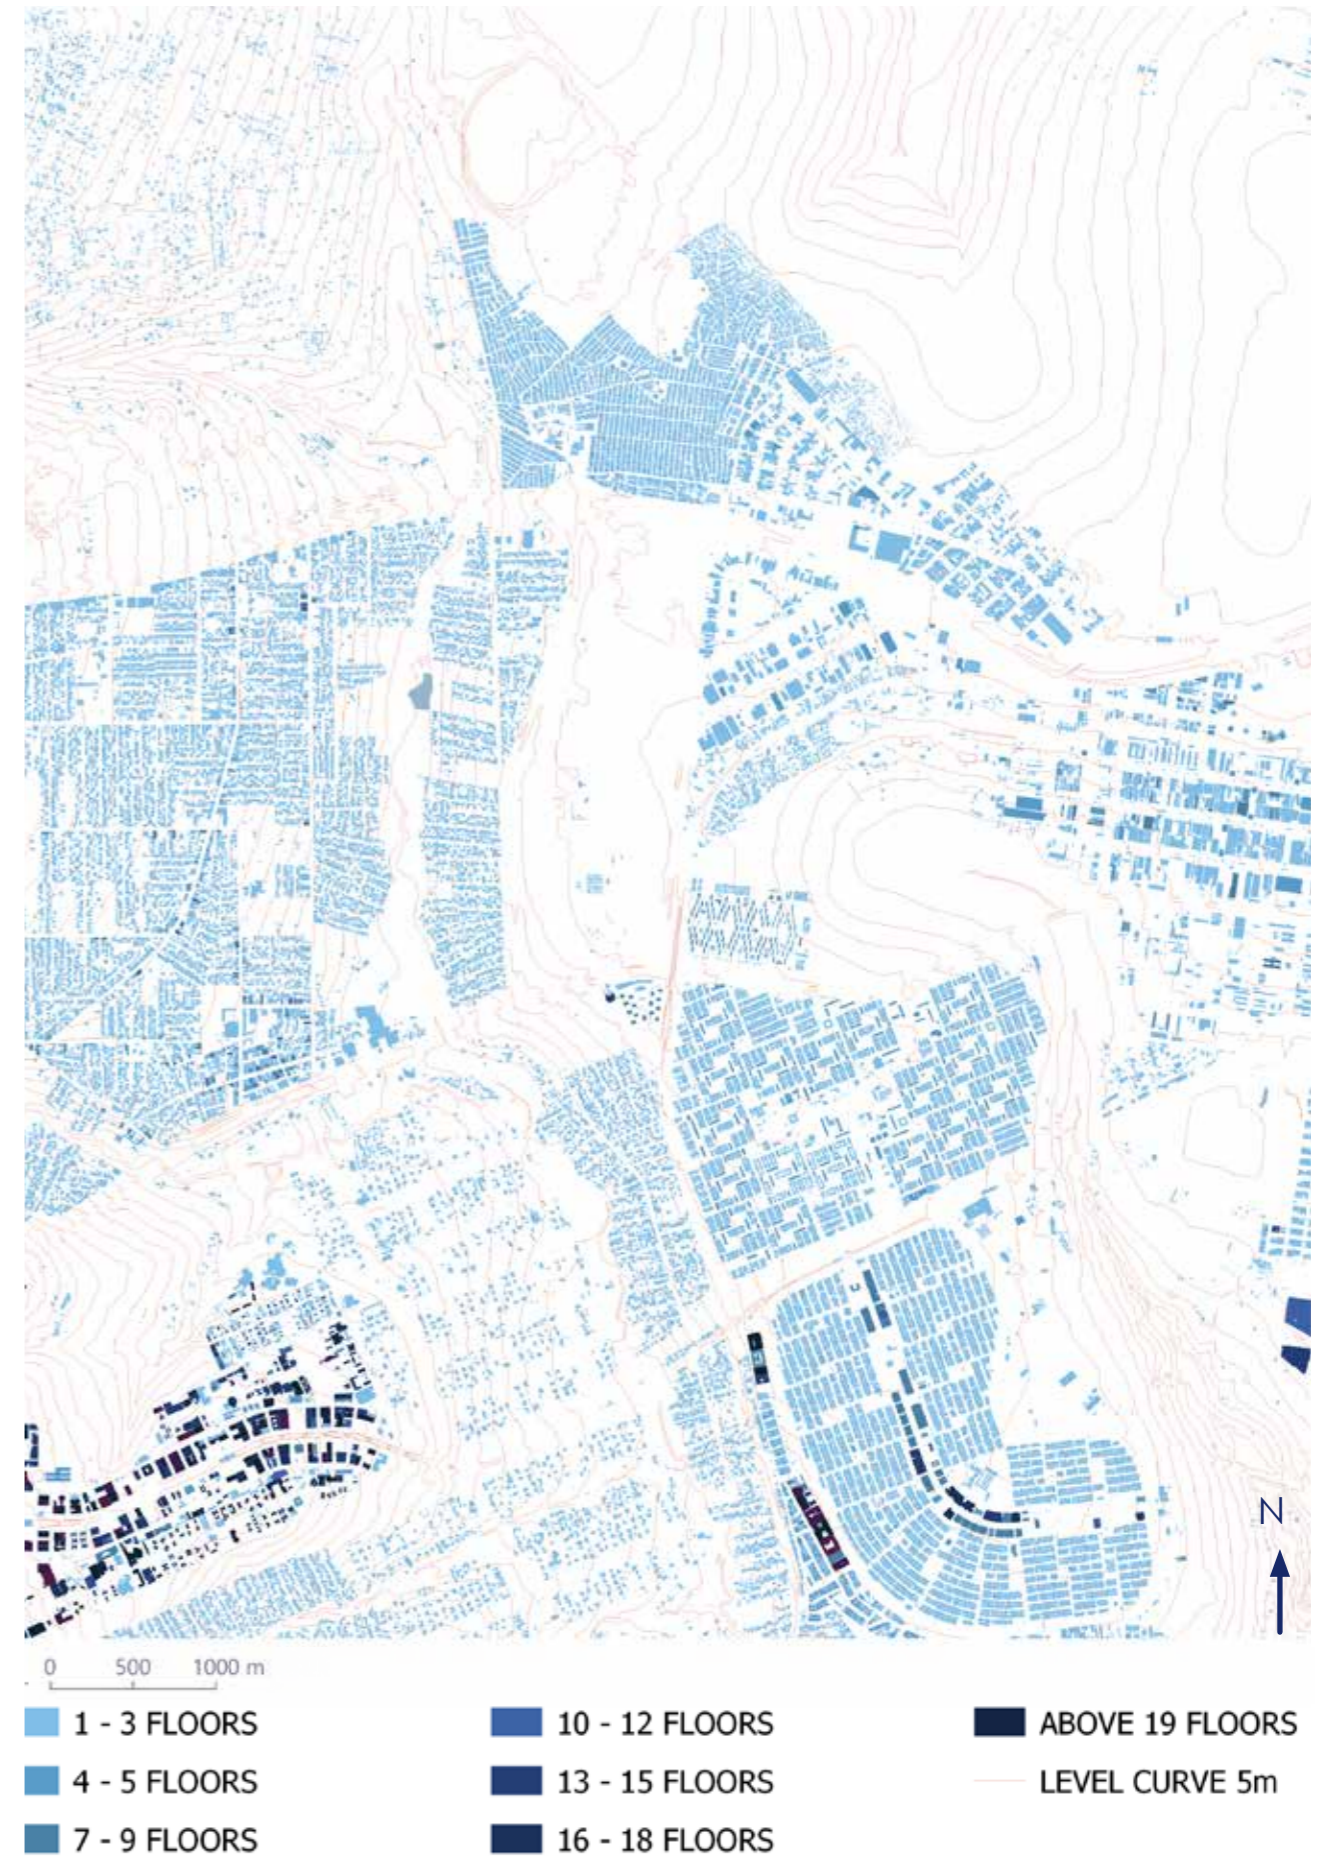 N
0 500 1000 m
1 - 3 FLOORS
4 - 5 FLOORS
7 - 9 FLOORS
10 - 12 FLOORS
13 - 15 FLOORS
16 - 18 FLOORS
ABOVE 19 FLOORS
LEVEL CURVE 5m